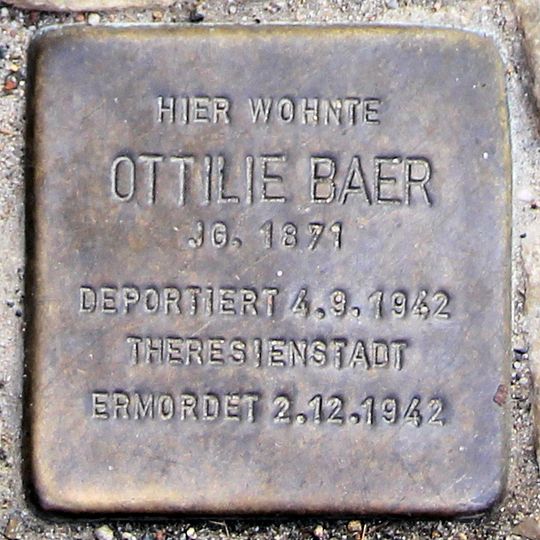 HIER WOHNTE
OTTILIE BAER
JG. 1871
DEPORTIERT 4.9.1942
THERESIENSTADT
ERMORDET 2.12.1942